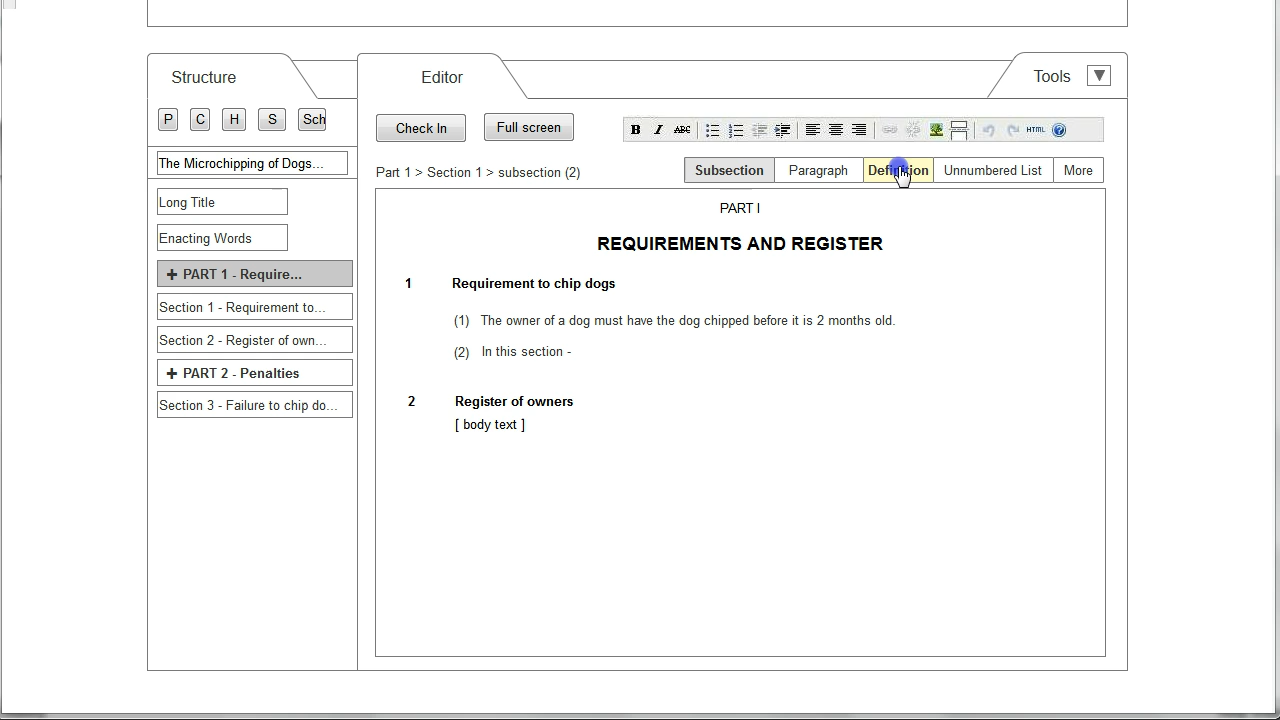 Structure
Editor
Tools
P C H S Sch
Check In
Full screen
B I ABC
HTML
The Microchipping of Dogs...
Part 1 > Section 1 > subsection (2)
Subsection Paragraph Definition Unnumbered List More
Long Title
Enacting Words
+ PART 1 - Require...
Section 1 - Requirement to...
Section 2 - Register of own...
+ PART 2 - Penalties
Section 3 - Failure to chip do...
PART I
REQUIREMENTS AND REGISTER
1 Requirement to chip dogs
(1) The owner of a dog must have the dog chipped before it is 2 months old.
(2) In this section -
2 Register of owners
[ body text ]